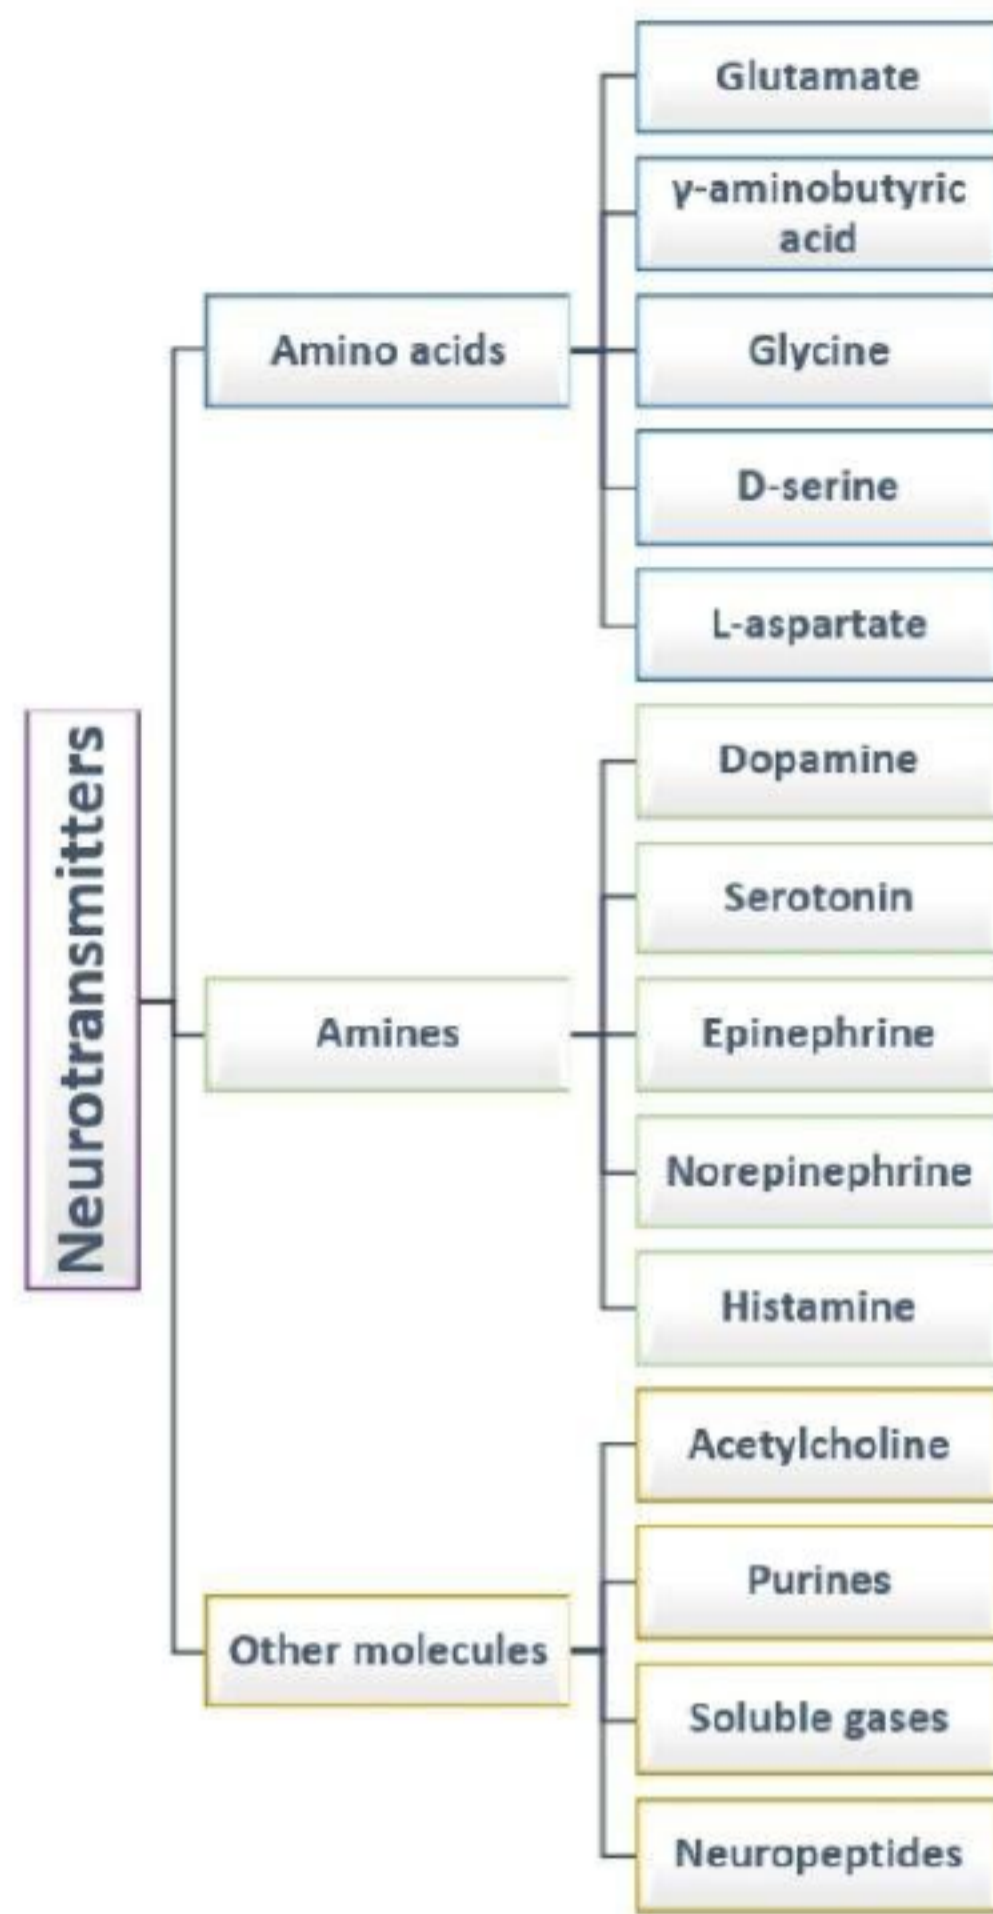 Neurotransmitters
Amino acids
Glutamate
γ-aminobutyric
acid
Glycine
D-serine
L-aspartate
Amines
Dopamine
Serotonin
Epinephrine
Norepinephrine
Histamine
Other molecules
Acetylcholine
Purines
Soluble gases
Neuropeptides